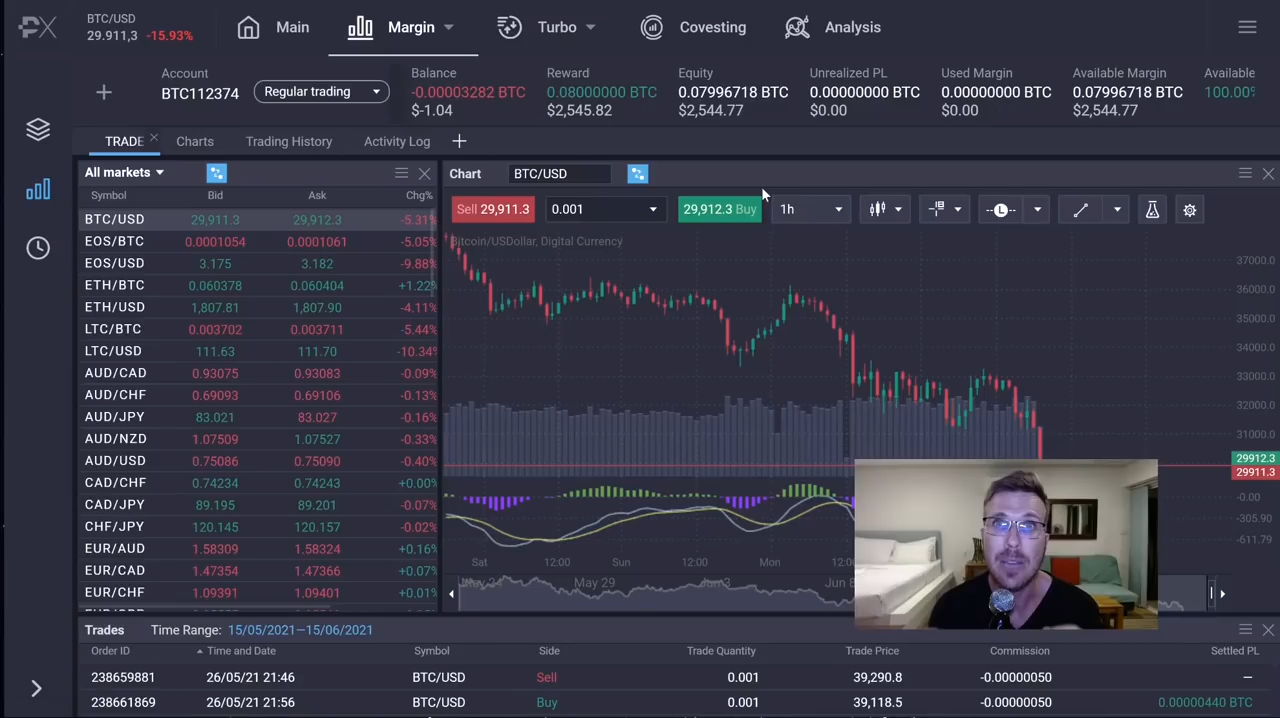 PX
BTC/USD
29.911,3 -15.93%
Main
Margin
Turbo
Covesting
Analysis
Account
BTC112374
Regular trading
Balance
-0.00003282 BTC
$-1.04
Reward
0.08000000 BTC
$2,545.82
Equity
0.07996718 BTC
$2,544.77
Unrealized PL
0.00000000 BTC
$0.00
Used Margin
0.00000000 BTC
$0.00
Available Margin
0.07996718 BTC
$2,544.77
Available
100.00%
TRADE Charts Trading History Activity Log
All markets
Symbol Bid Ask Chg%
BTC/USD 29,911.3 29,912.3 -5.31%
EOS/BTC 0.0001054 0.0001061 -5.05%
EOS/USD 3.175 3.182 -9.88%
ETH/BTC 0.060378 0.060404 +1.22%
ETH/USD 1,807.81 1,807.90 -4.11%
LTC/BTC 0.003702 0.003711 -5.44%
LTC/USD 111.63 111.70 -10.34%
AUD/CAD 0.93075 0.93083 -0.09%
AUD/CHF 0.69093 0.69106 -0.13%
AUD/JPY 83.021 83.027 -0.16%
AUD/NZD 1.07509 1.07527 -0.33%
AUD/USD 0.75086 0.75090 -0.40%
CAD/CHF 0.74234 0.74243 +0.00%
CAD/JPY 89.195 89.201 -0.07%
CHF/JPY 120.145 120.157 -0.02%
EUR/AUD 1.58309 1.58324 +0.16%
EUR/CAD 1.47354 1.47366 +0.07%
EUR/CHF 1.09391 1.09401 +0.01%
Chart BTC/USD
Sell 29,911.3 0.001 29,912.3 Buy 1h L
Bitcoin/USDollar, Digital Currency
37000.0
36000.0
35000.0
34000.0
33000.0
32000.0
31000.0
29912.3
29911.3
-0.00
-305.90
-611.79
Sat 12:00 Sun 12:00 Mon 12:0
May 24 May 29 Jun 3 Jun 8
Trades Time Range: 15/05/2021—15/06/2021
Order ID Time and Date Symbol Side Trade Quantity Trade Price Commission Settled PL
238659881 26/05/21 21:46 BTC/USD Sell 0.001 39,290.8 -0.00000050 —
238661869 26/05/21 21:56 BTC/USD Buy 0.001 39,118.5 -0.00000050 0.00000440 BTC